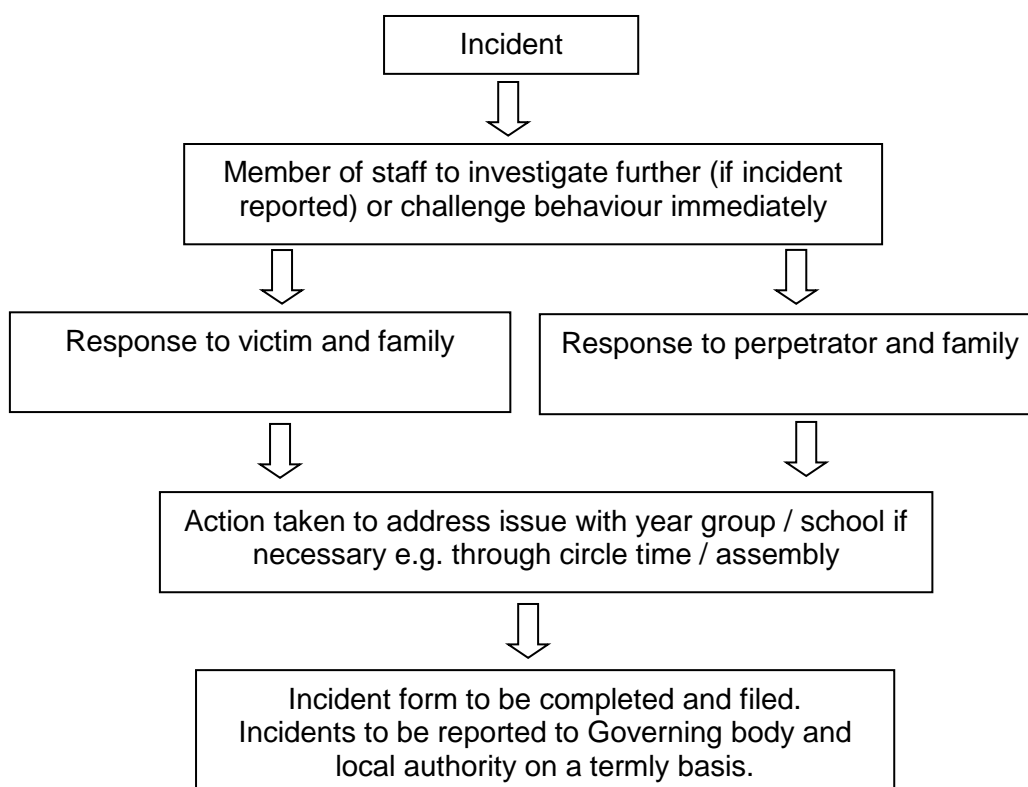 Incident
Member of staff to investigate further (if incident
reported) or challenge behaviour immediately
Response to victim and family
Response to perpetrator and family
Action taken to address issue with year group / school if
necessary e.g. through circle time / assembly
Incident form to be completed and filed.
Incidents to be reported to Governing body and
local authority on a termly basis.